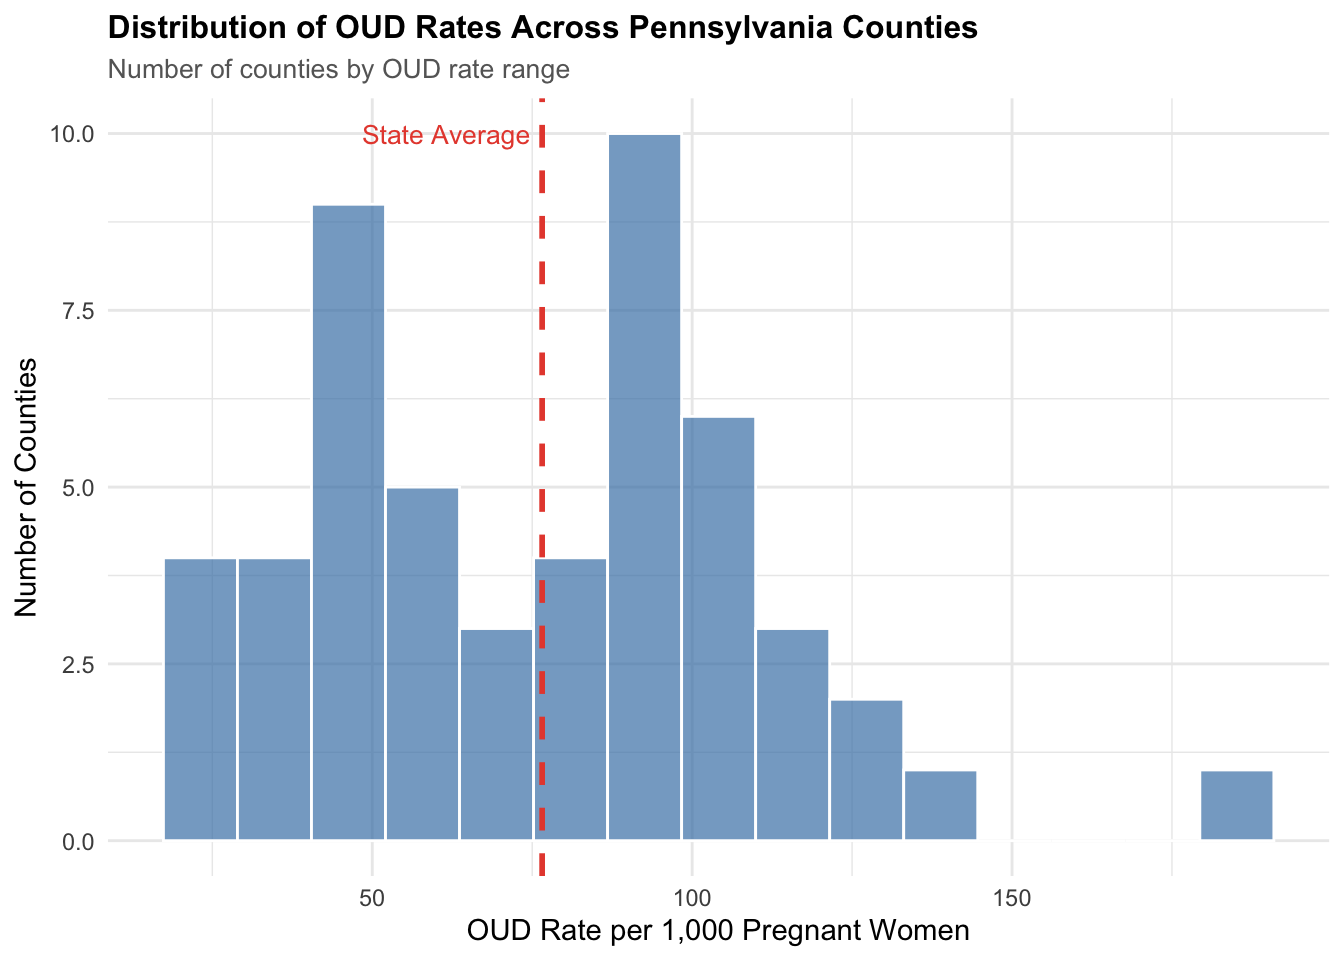 Distribution of OUD Rates Across Pennsylvania Counties
Number of counties by OUD rate range
State Average
10.0
7.5
5.0
2.5
0.0
Number of Counties
50
100
150
OUD Rate per 1,000 Pregnant Women